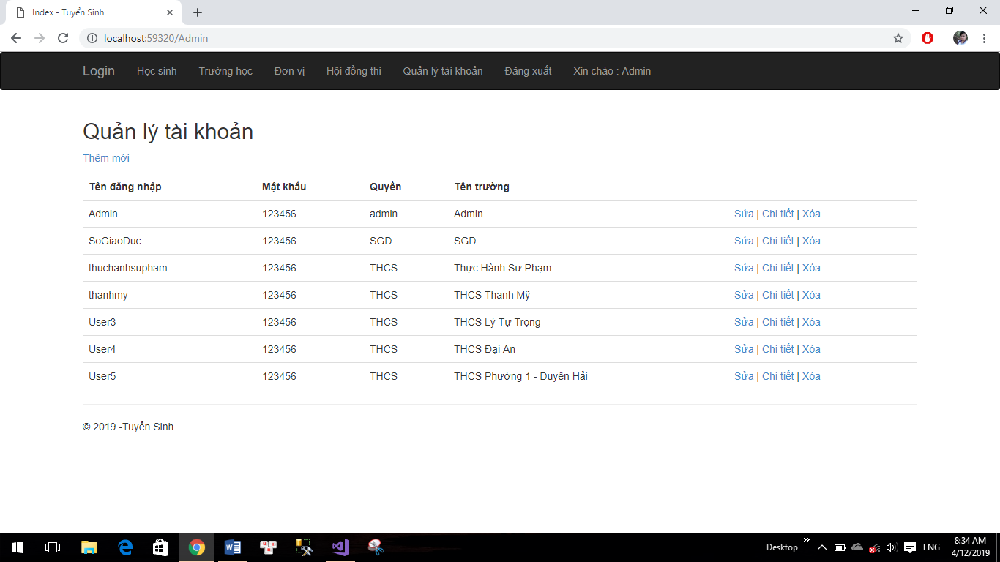 Index - Tuyển Sinh
localhost:59320/Admin
Login Học sinh Trường học Đơn vị Hội đồng thi Quản lý tài khoản Đăng xuất Xin chào : Admin
Quản lý tài khoản
Thêm mới
Tên đăng nhập Mật khẩu Quyền Tên trường
Admin 123456 admin Admin Sửa | Chi tiết | Xóa
SoGiaoDuc 123456 SGD SGD Sửa | Chi tiết | Xóa
thuchanhsupham 123456 THCS Thực Hành Sư Phạm Sửa | Chi tiết | Xóa
thanhmy 123456 THCS THCS Thanh Mỹ Sửa | Chi tiết | Xóa
User3 123456 THCS THCS Lý Tự Trọng Sửa | Chi tiết | Xóa
User4 123456 THCS THCS Đại An Sửa | Chi tiết | Xóa
User5 123456 THCS THCS Phường 1 - Duyên Hải Sửa | Chi tiết | Xóa
© 2019 -Tuyển Sinh
Desktop ENG 8:34 AM
4/12/2019